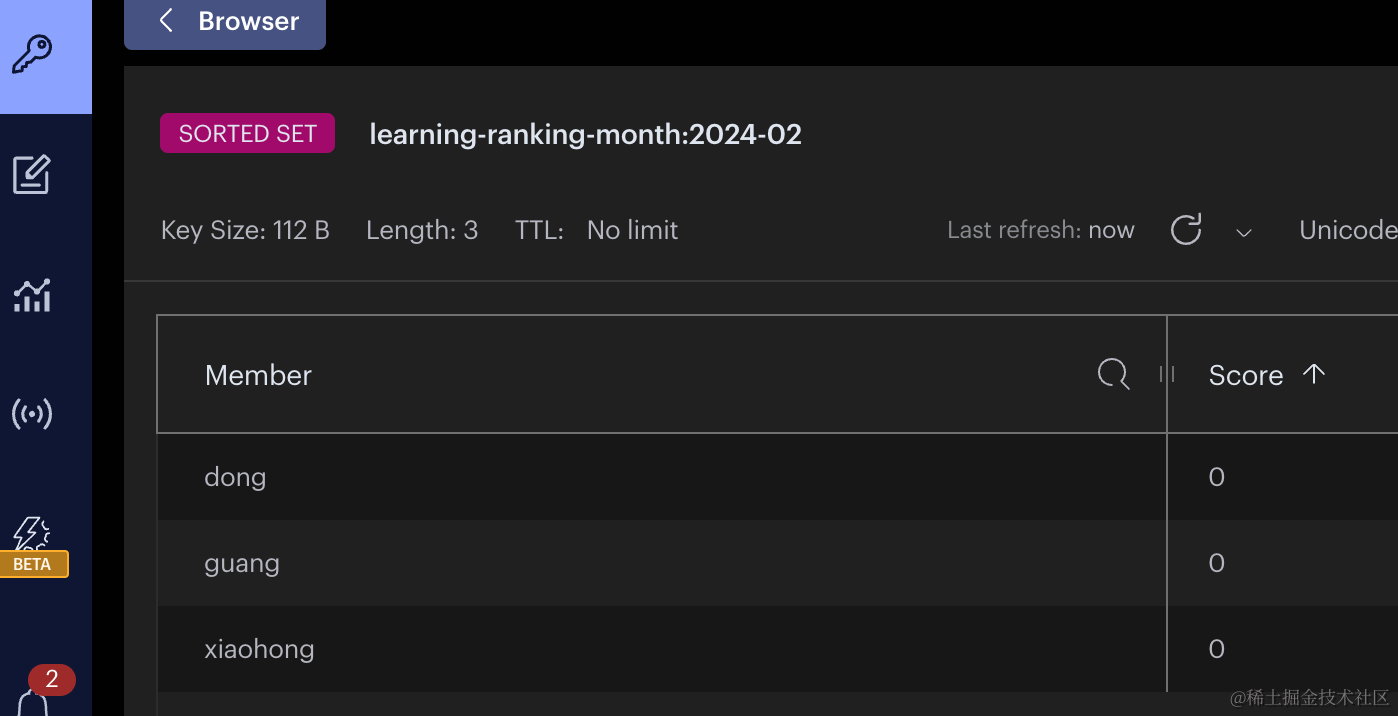 Browser
SORTED SET learning-ranking-month:2024-02
Key Size: 112 B Length: 3 TTL: No limit Last refresh: now Unicode
Member Score
dong 0
guang 0
BETA
xiaohong 0
2
@稀土掘金技术社区